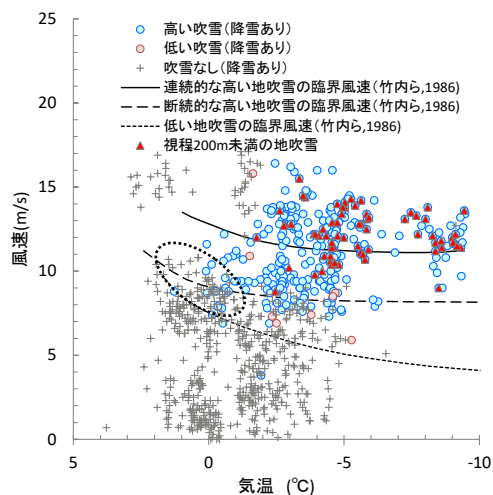 25
20
15
10
5
0
風速(m/s)
高い吹雪(降雪あり)
低い吹雪(降雪あり)
吹雪なし(降雪あり)
連続的な高い地吹雪の臨界風速(竹内ら,1986)
断続的な高い地吹雪の臨界風速(竹内ら,1986)
低い地吹雪の臨界風速(竹内ら,1986)
視程200m未満の地吹雪
5 0 -5 -10
気温 (℃)